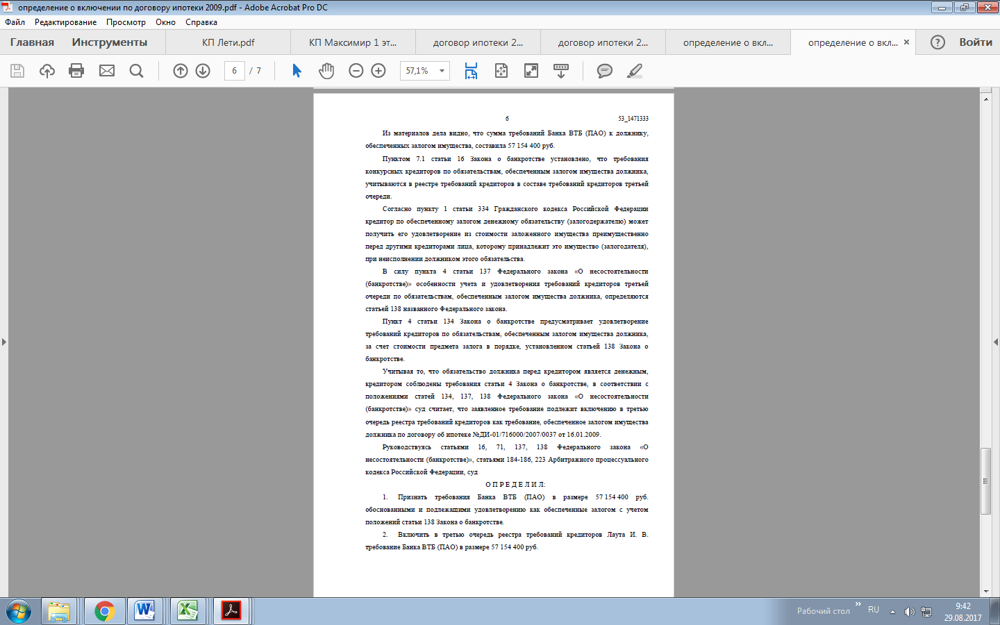 определение о включении по договору ипотеки 2009.pdf - Adobe Acrobat Pro DC
Файл Редактирование Просмотр Окно Справка
Главная Инструменты КП Лети.pdf КП Максимир 1 эт... договор ипотеки 2... договор ипотеки 2... определение о вкл... определение о вкл... × ? Войти
6 / 7 57,1%
6 53_1471333
Из материалов дела видно, что сумма требований Банка ВТБ (ПАО) к должнику,
обеспеченных залогом имущества, составила 57 154 400 руб.
Пунктом 7.1 статьи 16 Закона о банкротстве установлено, что требования
конкурсных кредиторов по обязательствам, обеспеченным залогом имущества должника,
учитываются в реестре требований кредиторов в составе требований кредиторов третьей
очереди.
Согласно пункту 1 статьи 334 Гражданского кодекса Российской Федерации
кредитор по обеспеченному залогом денежному обязательству (залогодержателю) может
получить его удовлетворение из стоимости заложенного имущества преимущественно
перед другими кредиторами лица, которому принадлежит это имущество (залогодателя),
при неисполнении должником этого обязательства.
В силу пункта 4 статьи 137 Федерального закона «О несостоятельности
(банкротстве)» особенности учета и удовлетворения требований кредиторов третьей
очереди по обязательствам, обеспеченным залогом имущества должника, определяются
статьей 138 названного Федерального закона.
Пункт 4 статьи 134 Закона о банкротстве предусматривает удовлетворение
требований кредиторов по обязательствам, обеспеченным залогом имущества должника,
за счет стоимости предмета залога в порядке, установленном статьей 138 Закона о
банкротстве.
Учитывая то, что обязательство должника перед кредитором является денежным,
кредитором соблюдены требования статьи 4 Закона о банкротстве, в соответствии с
положениями статей 134, 137, 138 Федерального закона «О несостоятельности
(банкротстве)» суд считает, что заявленное требование подлежит включению в третью
очередь реестра требований кредиторов как требование, обеспеченное залогом имущества
должника по договору об ипотеке №ДИ-01/716000/2007/0037 от 16.01.2009.
Руководствуясь статьями 16, 71, 137, 138 Федерального закона «О
несостоятельности (банкротстве)», статьями 184-186, 223 Арбитражного процессуального
кодекса Российской Федерации, суд
О П Р Е Д Е Л И Л:
1. Признать требования Банка ВТБ (ПАО) в размере 57 154 400 руб.
обоснованными и подлежащими удовлетворению как обеспеченные залогом с учетом
положений статьи 138 Закона о банкротстве.
2. Включить в третью очередь реестра требований кредиторов Лаута И. В.
требование Банка ВТБ (ПАО) в размере 57 154 400 руб.
Рабочий стол » RU 9:42
29.08.2017